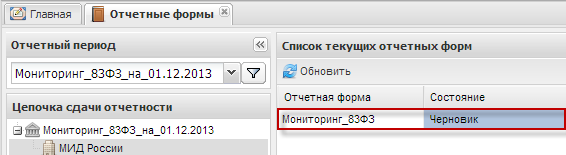 Главная
Отчетные формы
Отчетный период
Мониторинг_83ФЗ_на_01.12.2013
Цепочка сдачи отчетности
Мониторинг_83ФЗ_на_01.12.2013
МИД России
Список текущих отчетных форм
Обновить
Отчетная форма Состояние
Мониторинг_83ФЗ Черновик